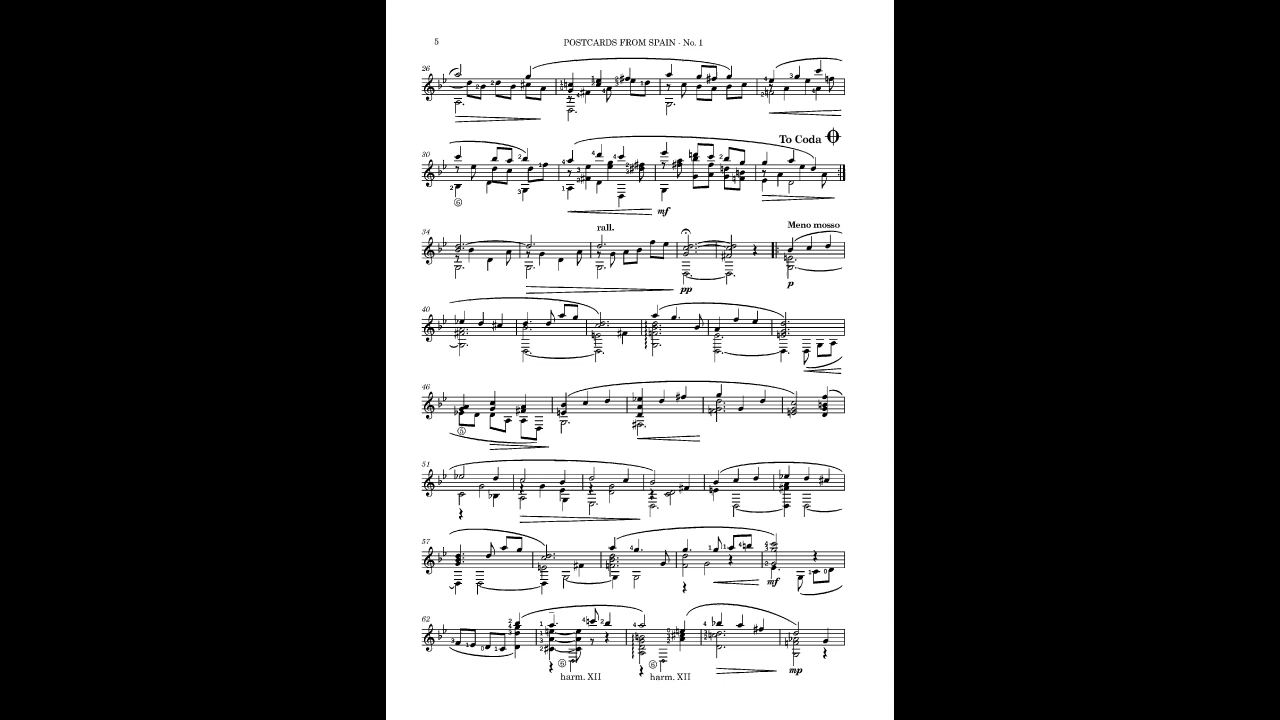 5
POSTCARDS FROM SPAIN - No. 1
26
To Coda
30
mf
rall.
Meno mosso
34
pp
p
40
46
51
57
mf
62
harm. XII
harm. XII
mp